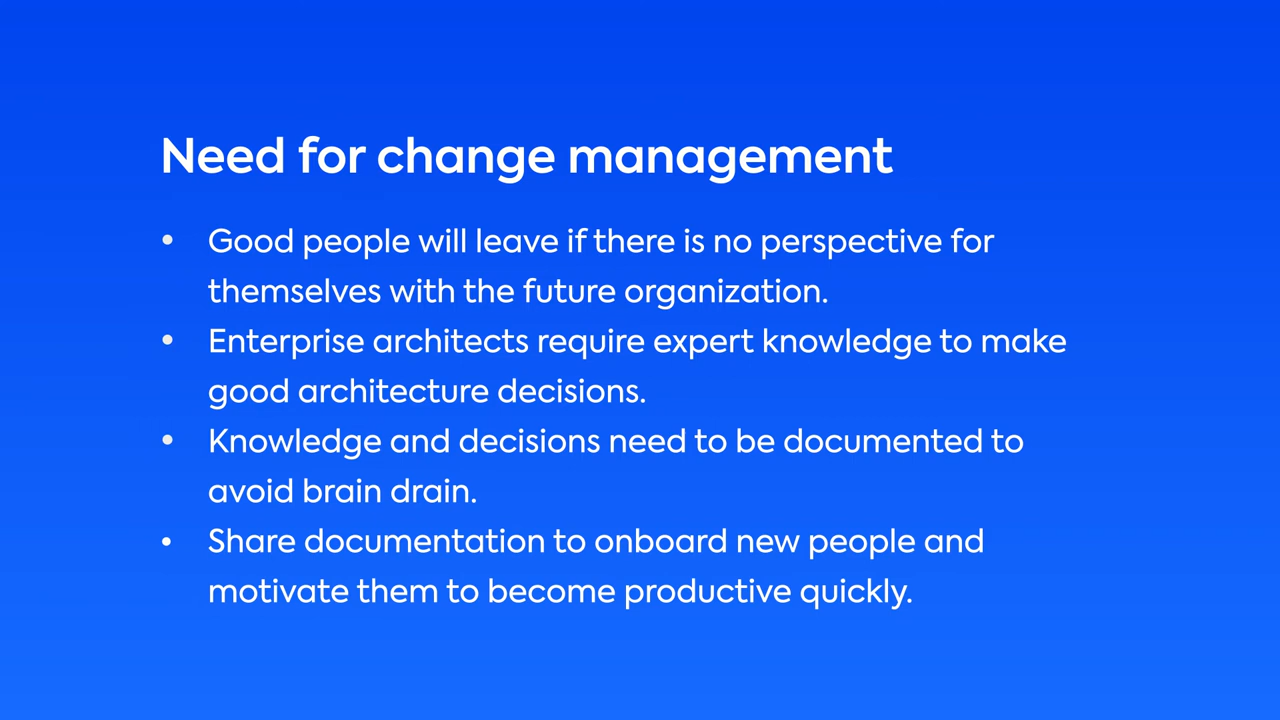 Need for change management
• Good people will leave if there is no perspective for
themselves with the future organization.
• Enterprise architects require expert knowledge to make
good architecture decisions.
• Knowledge and decisions need to be documented to
avoid brain drain.
• Share documentation to onboard new people and
motivate them to become productive quickly.